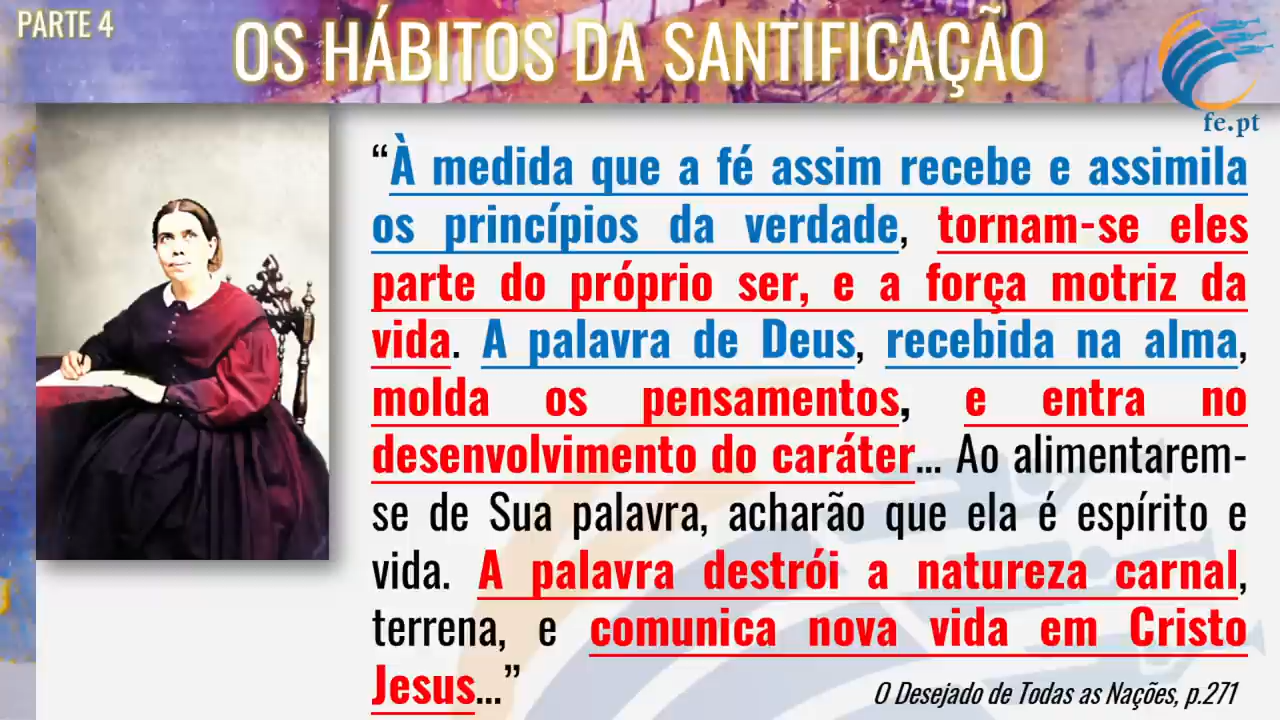 PARTE 4
OS HÁBITOS DA SANTIFICAÇÃO
fe.pt
“À medida que a fé assim recebe e assimila
os princípios da verdade, tornam-se eles
parte do próprio ser, e a força motriz da
vida. A palavra de Deus, recebida na alma,
molda os pensamentos, e entra no
desenvolvimento do caráter... Ao alimentarem-
se de Sua palavra, acharão que ela é espírito e
vida. A palavra destrói a natureza carnal,
terrena, e comunica nova vida em Cristo
Jesus...”
O Desejado de Todas as Nações, p.271